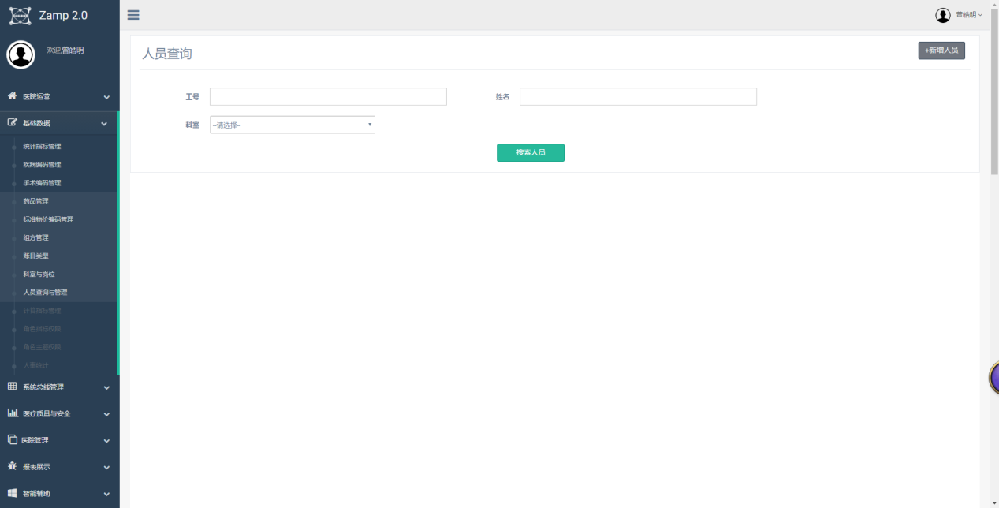 Zamp 2.0
曾皓明
欢迎,曾皓明
人员查询
+新增人员
医院运营
工号
姓名
基础数据
科室
--请选择--
统计指标管理
搜索人员
疾病编码管理
手术编码管理
药品管理
标准物价编码管理
组方管理
账目类型
科室与岗位
人员查询与管理
计算指标管理
角色指标权限
角色主题权限
人事统计
系统总线管理
医疗质量与安全
医院管理
报表展示
智能辅助